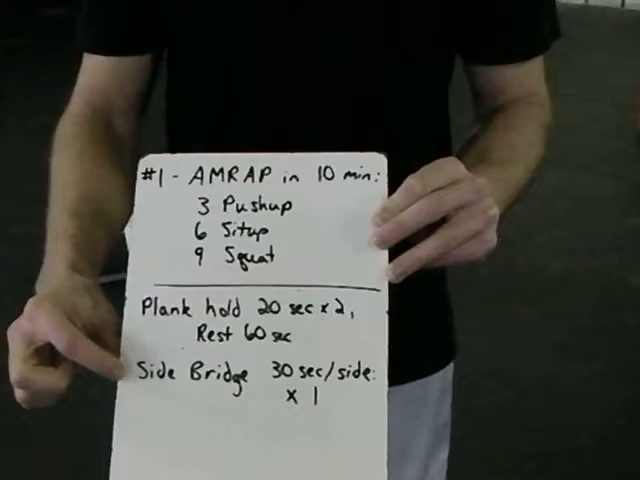 #1 - AMRAP in 10 min:
3 Pushup
6 Situp
9 Squat
Plank hold 20 sec x 2,
Rest 60 sec
Side Bridge 30 sec/side:
x 1